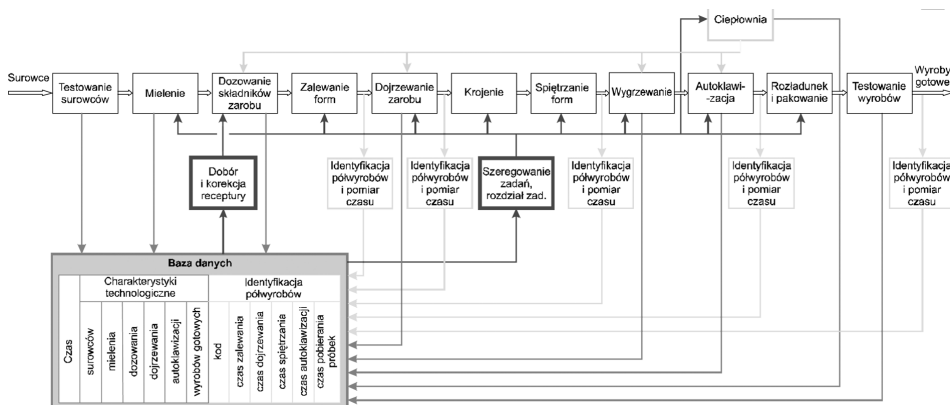 Ciepłownia
Surowce
Testowanie
surowców
Mielenie
Dozowanie
składników
zarobu
Zalewanie
form
Dojrzewanie
zarobu
Krojenie
Spiętrzanie
form
Wygrzewanie
Autoklawi-
zacja
Rozładunek
i pakowanie
Testowanie
wyrobów
Wyroby
gotowe
Dobór
i korekcja
receptury
Identyfikacja
półwyrobów
i pomiar
czasu
Identyfikacja
półwyrobów
i pomiar
czasu
Szeregowanie
zadań,
rozdział zad.
Identyfikacja
półwyrobów
i pomiar
czasu
Identyfikacja
półwyrobów
i pomiar
czasu
Identyfikacja
półwyrobów
i pomiar
czasu
Baza danych
Charakterystyki
technologiczne
Identyfikacja
półwyrobów
Czas
surowców
mielenia
dozowania
dojrzewania
autoklawizacji
wyrobów gotowych
kod
czas zalewania
czas dojrzewania
czas spiętrzania
czas autoklawizacji
czas pobierania
próbek